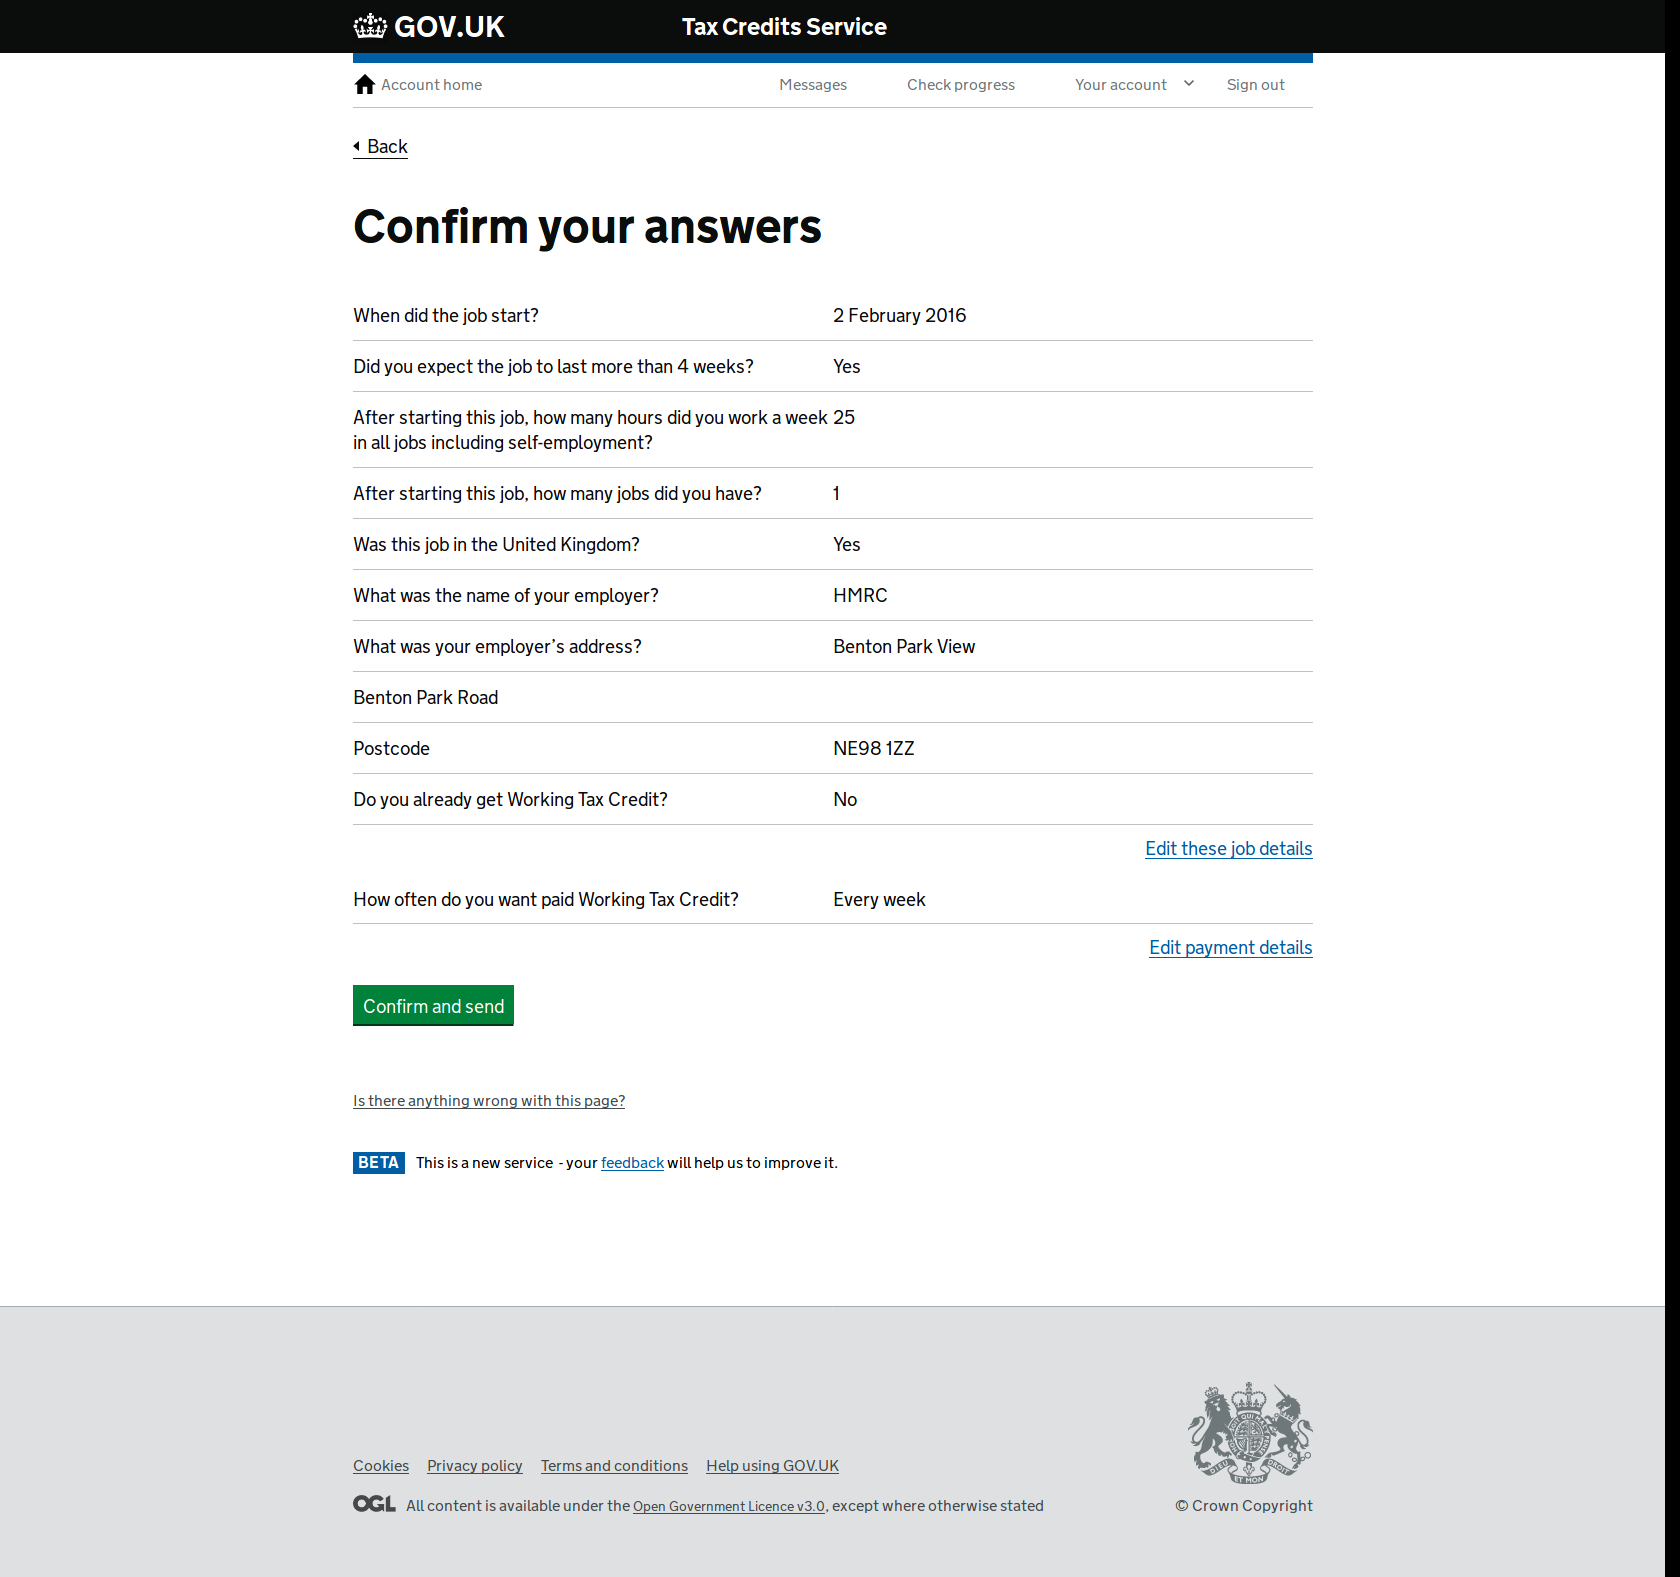 GOV.UK
Tax Credits Service
Account home
Messages
Check progress
Your account
Sign out
Back
Confirm your answers
When did the job start? 2 February 2016
Did you expect the job to last more than 4 weeks? Yes
After starting this job, how many hours did you work a week 25
in all jobs including self-employment?
After starting this job, how many jobs did you have? 1
Was this job in the United Kingdom? Yes
What was the name of your employer? HMRC
What was your employer’s address? Benton Park View
Benton Park Road
Postcode NE98 1ZZ
Do you already get Working Tax Credit? No
Edit these job details
How often do you want paid Working Tax Credit? Every week
Edit payment details
Confirm and send
Is there anything wrong with this page?
BETA This is a new service - your feedback will help us to improve it.
Cookies Privacy policy Terms and conditions Help using GOV.UK
OGL All content is available under the Open Government Licence v3.0, except where otherwise stated
© Crown Copyright